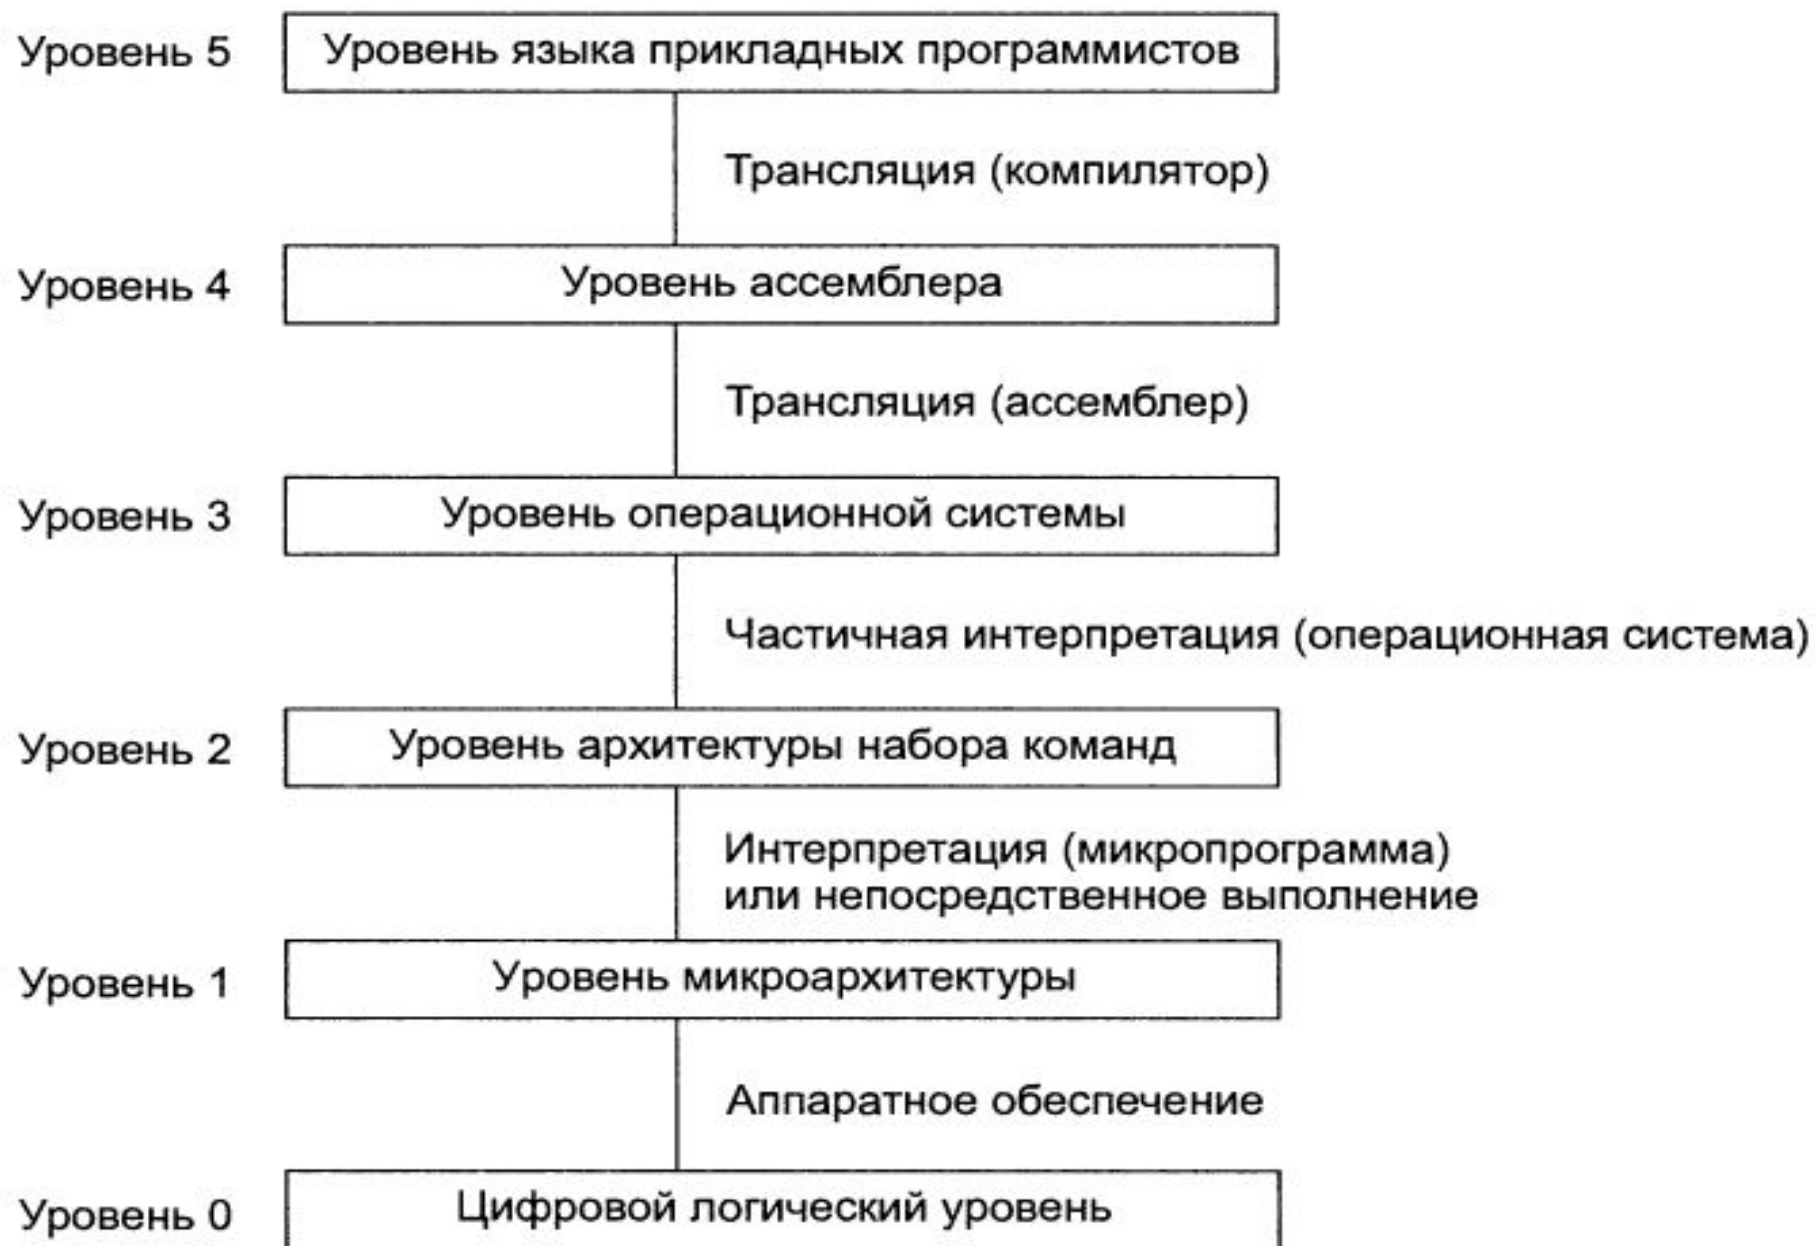 Уровень 5 Уровень языка прикладных программистов
Трансляция (компилятор)
Уровень 4 Уровень ассемблера
Трансляция (ассемблер)
Уровень 3 Уровень операционной системы
Частичная интерпретация (операционная система)
Уровень 2 Уровень архитектуры набора команд
Интерпретация (микропрограмма)
или непосредственное выполнение
Уровень 1 Уровень микроархитектуры
Аппаратное обеспечение
Уровень 0 Цифровой логический уровень